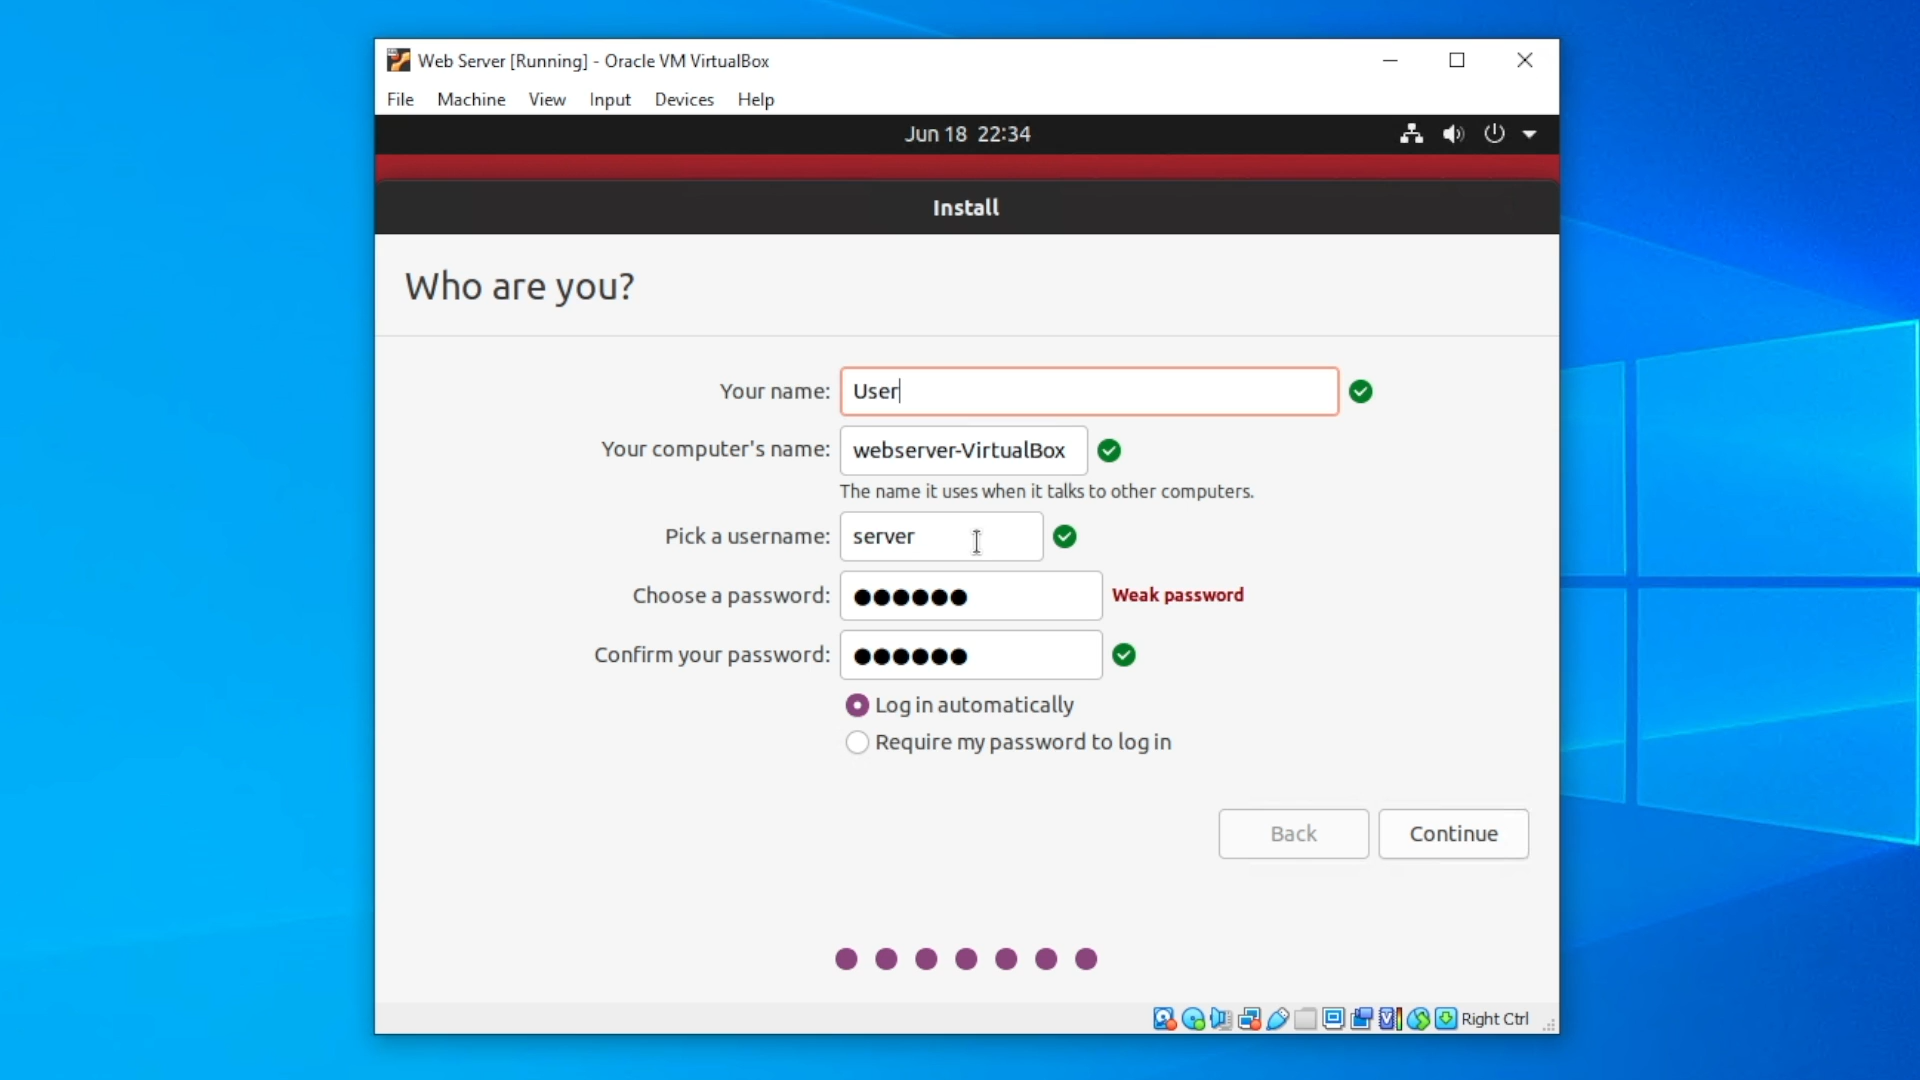 Web Server [Running] - Oracle VM VirtualBox
File Machine View Input Devices Help
Jun 18 22:34
Install
Who are you?
Your name: User
Your computer's name: webserver-VirtualBox
The name it uses when it talks to other computers.
Pick a username: server
Choose a password: ●●●●●● Weak password
Confirm your password: ●●●●●●
Log in automatically
Require my password to log in
Back Continue
Right Ctrl